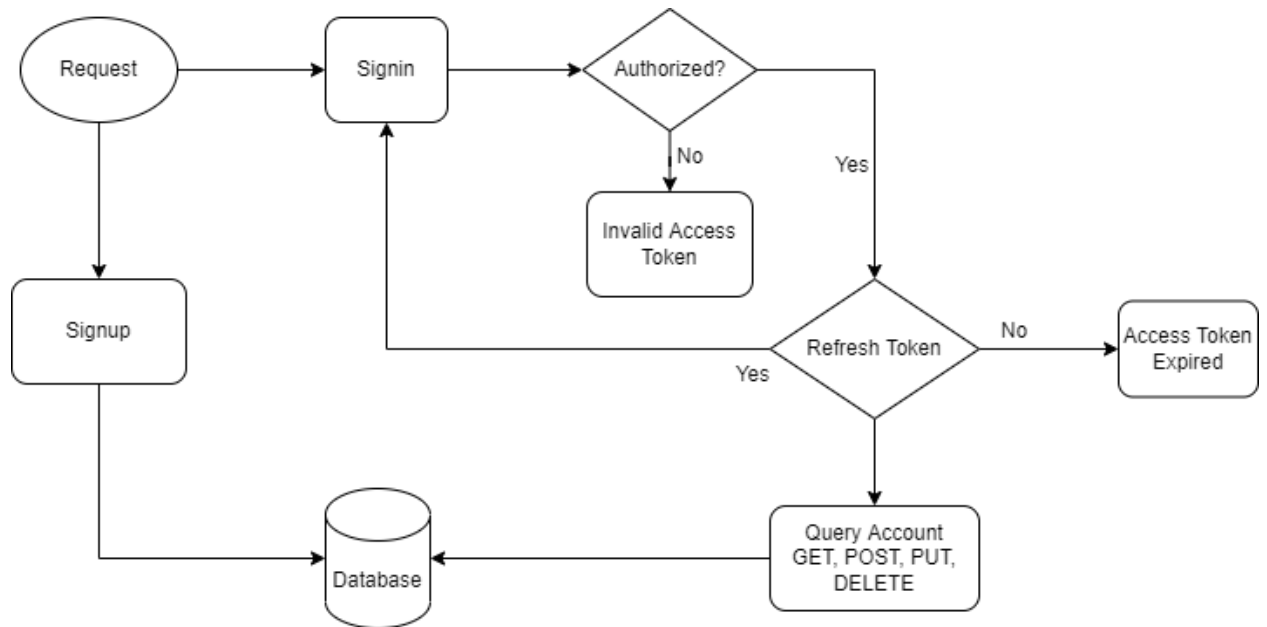 Request
Signin
Authorized?
No
Yes
Invalid Access
Token
Signup
Refresh Token
No
Access Token
Expired
Yes
Query Account
GET, POST, PUT,
DELETE
Database